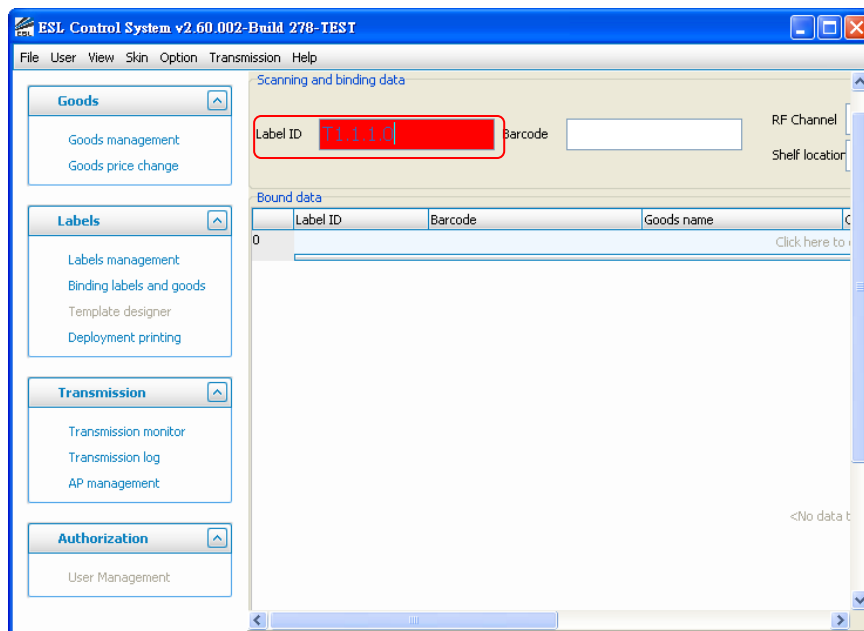 ESL Control System v2.60.002-Build 278-TEST
File User View Skin Option Transmission Help
Goods
Goods management
Goods price change
Labels
Labels management
Binding labels and goods
Template designer
Deployment printing
Transmission
Transmission monitor
Transmission log
AP management
Authorization
User Management
Scanning and binding data
Label ID T1.1.1.0 Barcode
RF Channel
Shelf location
Bound data
Label ID Barcode Goods name
0 Click here to
<No data